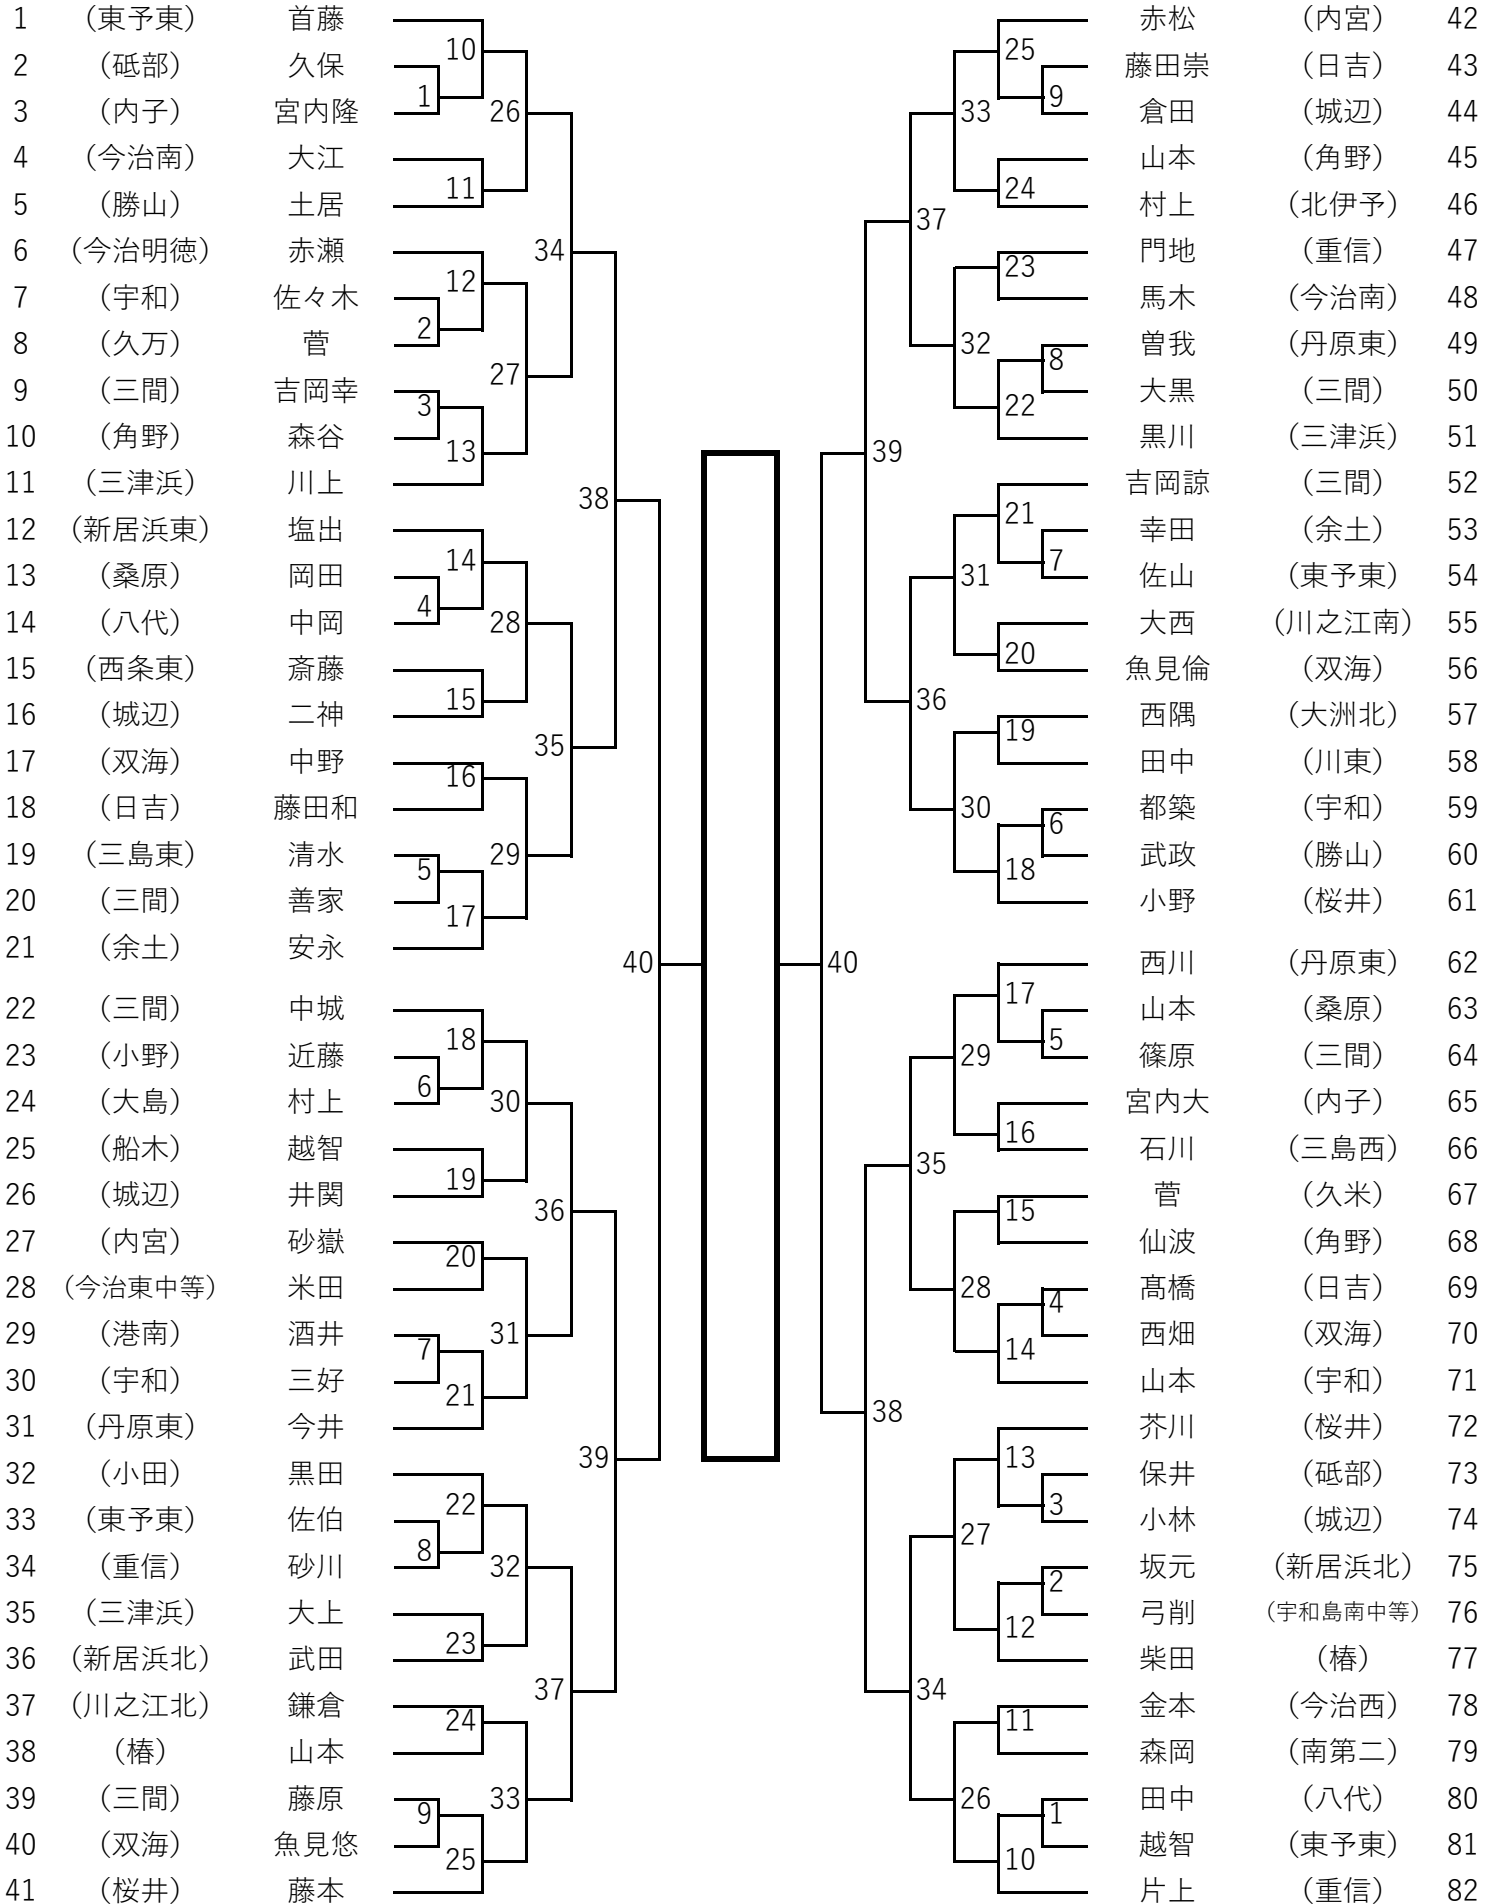 1 （東予東） 首藤
2 （砥部） 久保
3 （内子） 宮内隆
4 （今治南） 大江
5 （勝山） 土居
6 （今治明徳） 赤瀬
7 （宇和） 佐々木
8 （久万） 菅
9 （三間） 吉岡幸
10 （角野） 森谷
11 （三津浜） 川上
12 （新居浜東） 塩出
13 （桑原） 岡田
14 （八代） 中岡
15 （西条東） 斎藤
16 （城辺） 二神
17 （双海） 中野
18 （日吉） 藤田和
19 （三島東） 清水
20 （三間） 善家
21 （余土） 安永
22 （三間） 中城
23 （小野） 近藤
24 （大島） 村上
25 （船木） 越智
26 （城辺） 井関
27 （内宮） 砂嶽
28 （今治東中等） 米田
29 （港南） 酒井
30 （宇和） 三好
31 （丹原東） 今井
32 （小田） 黒田
33 （東予東） 佐伯
34 （重信） 砂川
35 （三津浜） 大上
36 （新居浜北） 武田
37 （川之江北） 鎌倉
38 （椿） 山本
39 （三間） 藤原
40 （双海） 魚見悠
41 （桜井） 藤本
1
2
3
4
5
6
7
8
9
10
11
12
13
14
15
16
17
18
19
20
21
22
23
24
25
26
27
28
29
30
31
32
33
34
35
36
37
38
39
40
40
39
38
37
36
35
34
33
32
31
30
29
28
27
26
25
24
23
22
21
20
19
18
17
16
15
14
13
12
11
10
9
8
7
6
5
4
3
2
1
赤松 （内宮） 42
藤田崇 （日吉） 43
倉田 （城辺） 44
山本 （角野） 45
村上 （北伊予） 46
門地 （重信） 47
馬木 （今治南） 48
曽我 （丹原東） 49
大黒 （三間） 50
黒川 （三津浜） 51
吉岡諒 （三間） 52
幸田 （余土） 53
佐山 （東予東） 54
大西 （川之江南） 55
魚見倫 （双海） 56
西隅 （大洲北） 57
田中 （川東） 58
都築 （宇和） 59
武政 （勝山） 60
小野 （桜井） 61
西川 （丹原東） 62
山本 （桑原） 63
篠原 （三間） 64
宮内大 （内子） 65
石川 （三島西） 66
菅 （久米） 67
仙波 （角野） 68
髙橋 （日吉） 69
西畑 （双海） 70
山本 （宇和） 71
芥川 （桜井） 72
保井 （砥部） 73
小林 （城辺） 74
坂元 （新居浜北） 75
弓削 （宇和島南中等） 76
柴田 （椿） 77
金本 （今治西） 78
森岡 （南第二） 79
田中 （八代） 80
越智 （東予東） 81
片上 （重信） 82